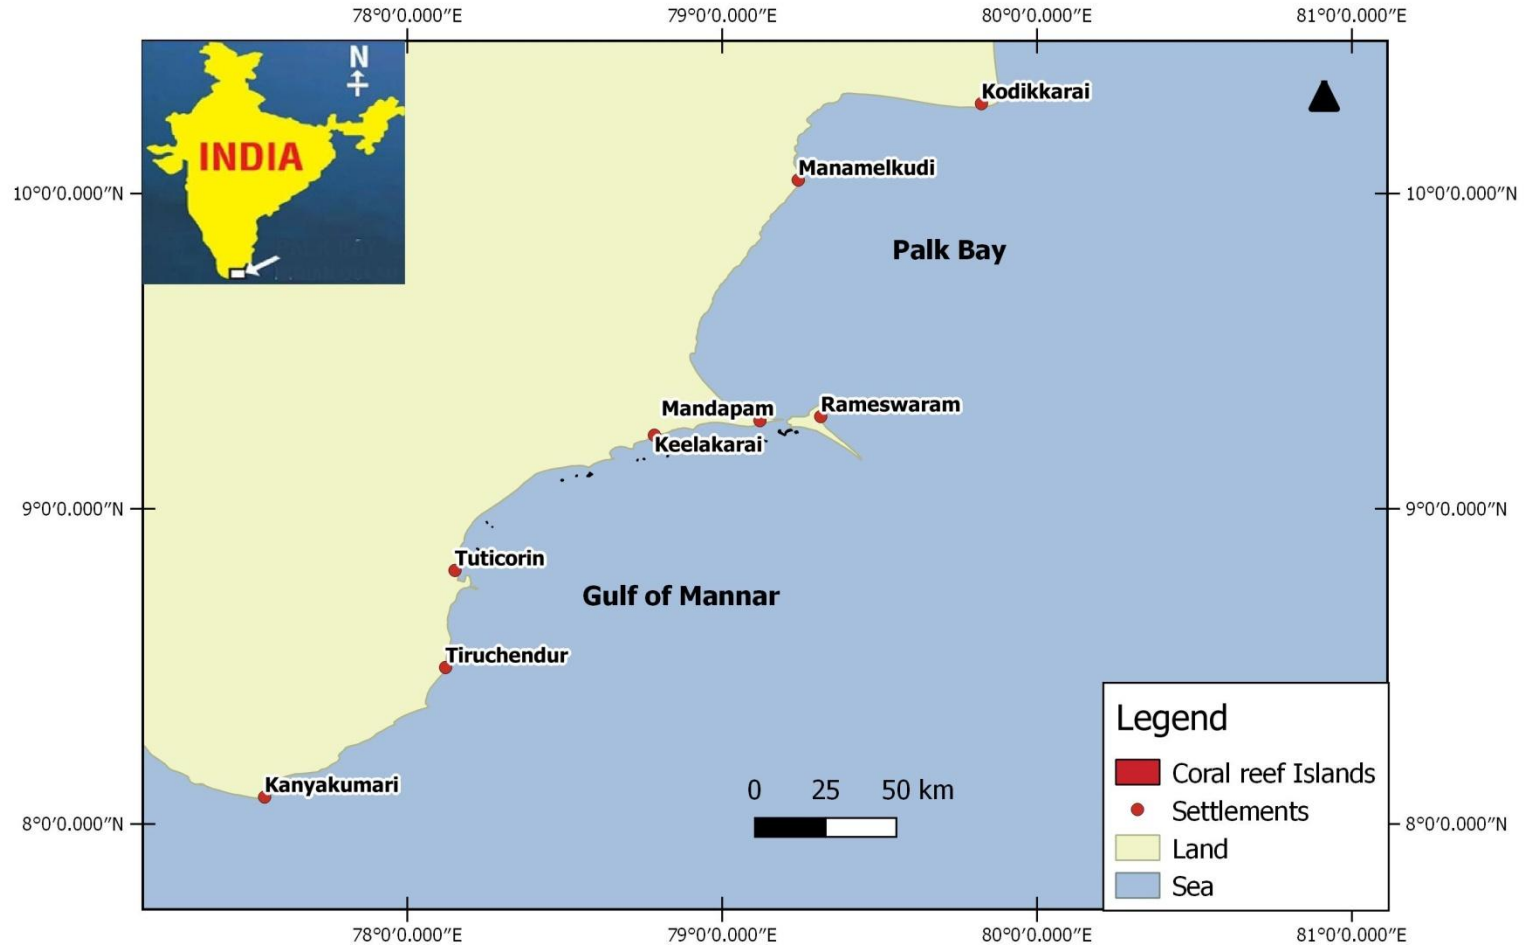 78°0′0.000″E
79°0′0.000″E
80°0′0.000″E
81°0′0.000″E
N
INDIA
Kodikkarai
Manamelkudi
10°0′0.000″N
10°0′0.000″N
Palk Bay
Mandapam
Rameswaram
Keelakarai
9°0′0.000″N
9°0′0.000″N
Tuticorin
Gulf of Mannar
Tiruchendur
Kanyakumari
0 25 50 km
8°0′0.000″N
8°0′0.000″N
Legend
Coral reef Islands
Settlements
Land
Sea
78°0′0.000″E
79°0′0.000″E
80°0′0.000″E
81°0′0.000″E